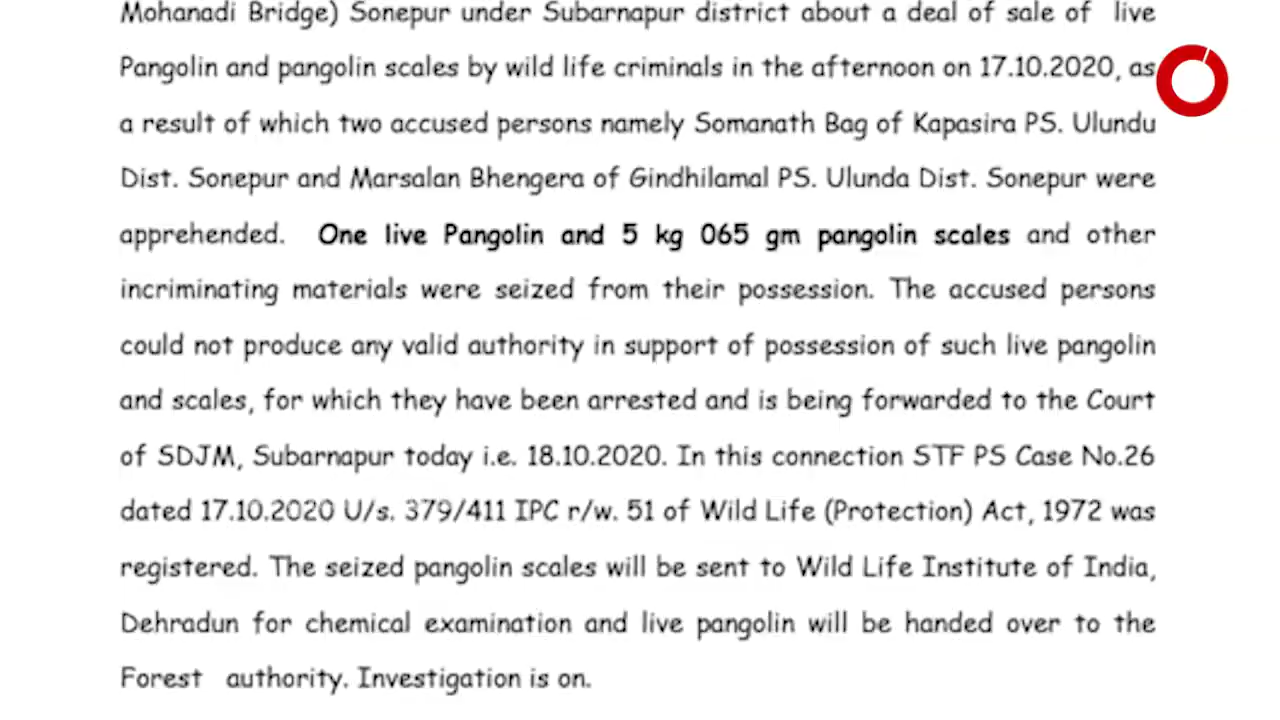 Mohanadi Bridge) Sonepur under Subarnapur district about a deal of sale of live
Pangolin and pangolin scales by wild life criminals in the afternoon on 17.10.2020, as
a result of which two accused persons namely Somanath Bag of Kapasira PS. Ulundu
Dist. Sonepur and Marsalan Bhengera of Gindhilamal PS. Ulunda Dist. Sonepur were
apprehended. One live Pangolin and 5 kg 065 gm pangolin scales and other
incriminating materials were seized from their possession. The accused persons
could not produce any valid authority in support of possession of such live pangolin
and scales, for which they have been arrested and is being forwarded to the Court
of SDJM, Subarnapur today i.e. 18.10.2020. In this connection STF PS Case No.26
dated 17.10.2020 U/s. 379/411 IPC r/w. 51 of Wild Life (Protection) Act, 1972 was
registered. The seized pangolin scales will be sent to Wild Life Institute of India,
Dehradun for chemical examination and live pangolin will be handed over to the
Forest authority. Investigation is on.